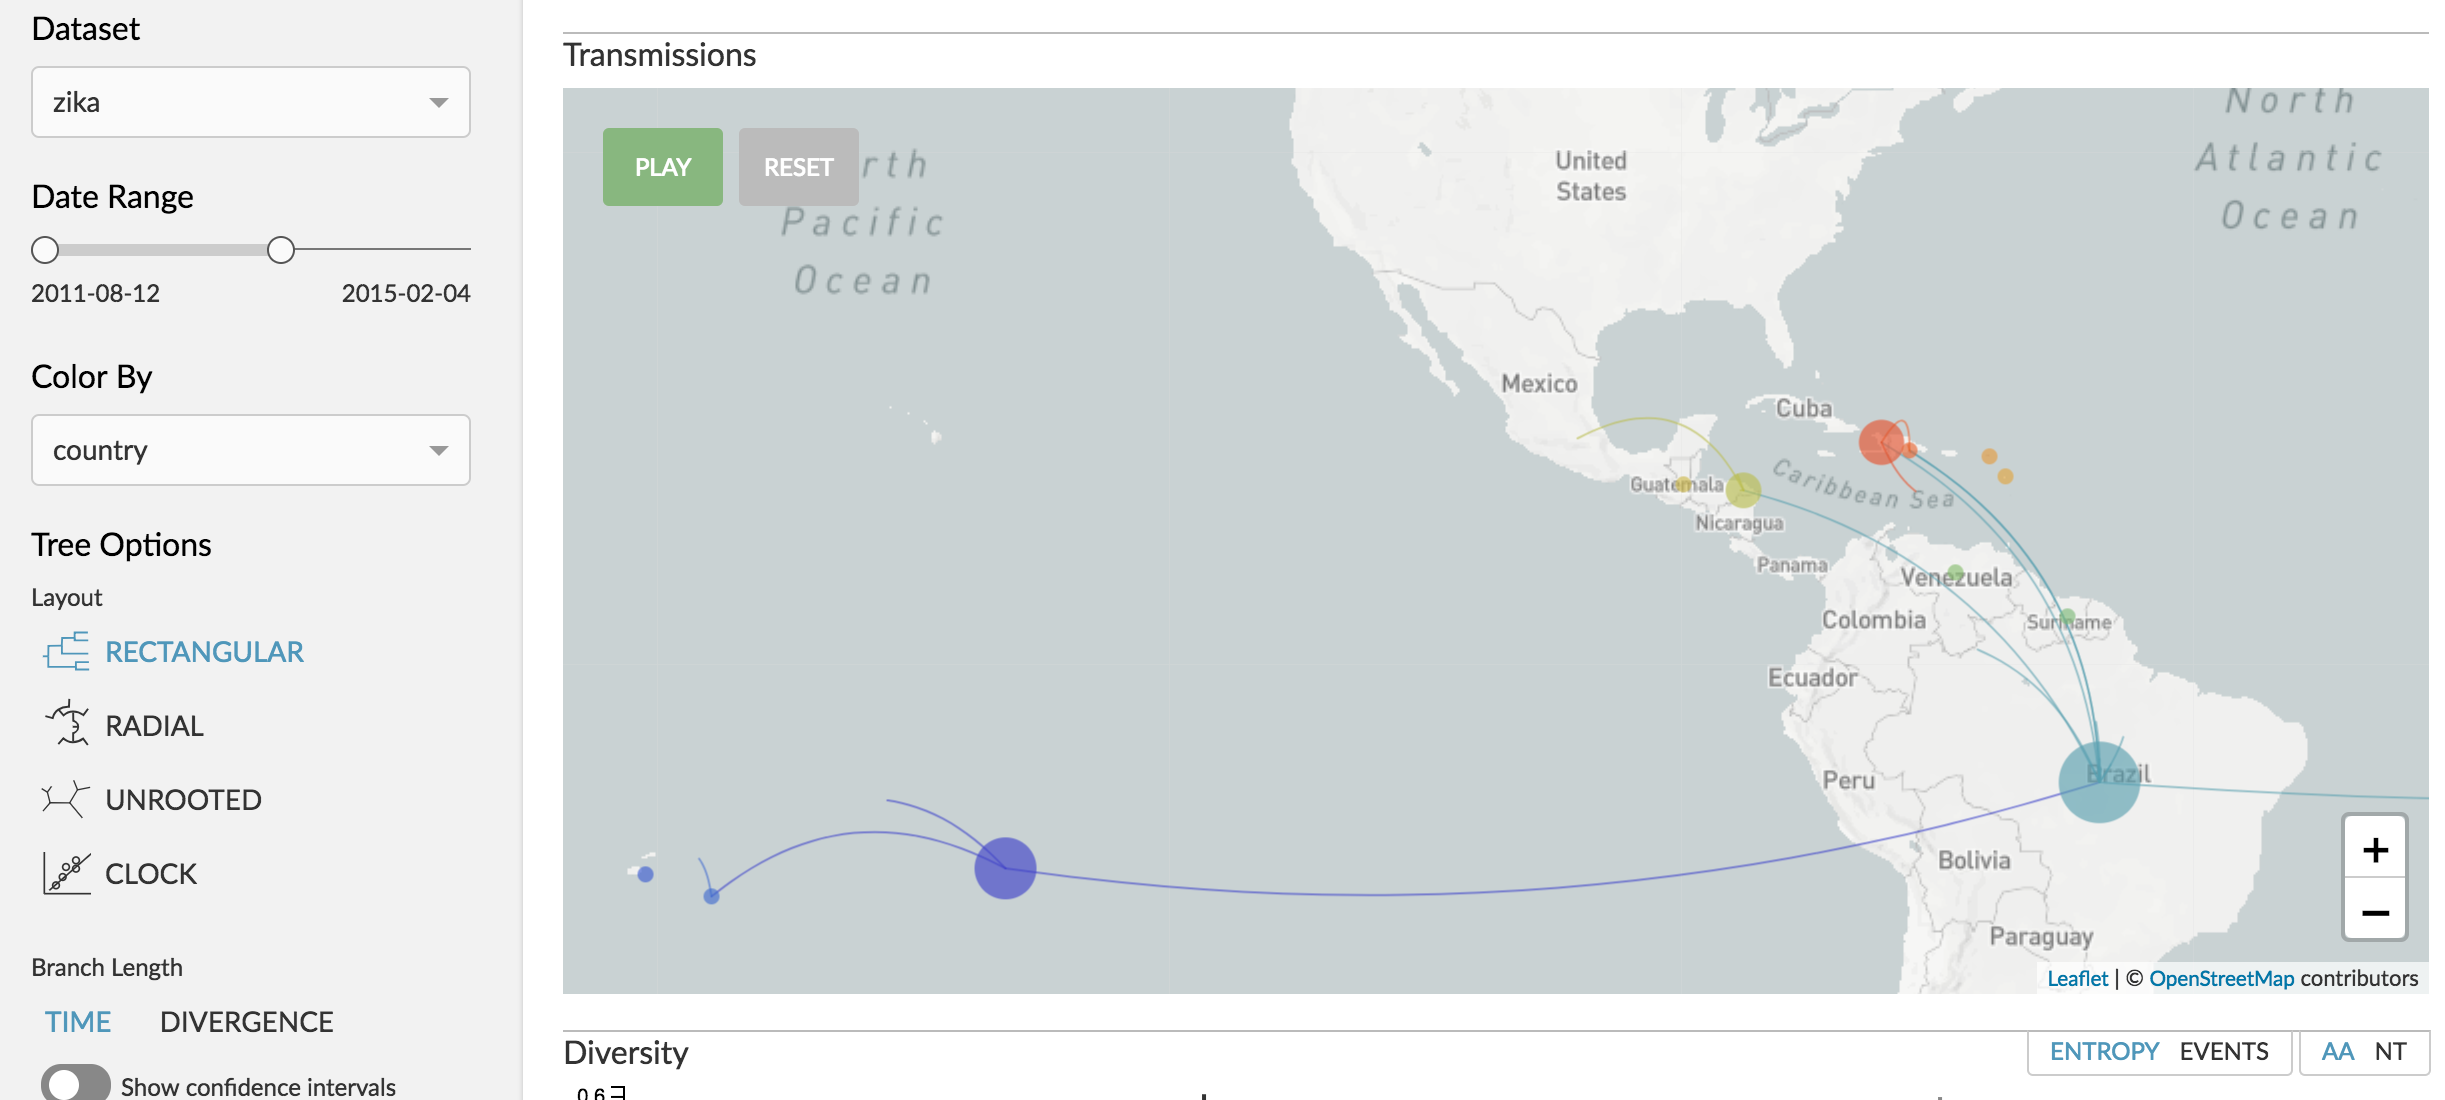 Dataset
zika
Date Range
2011-08-12 2015-02-04
Color By
country
Tree Options
Layout
RECTANGULAR
RADIAL
UNROOTED
CLOCK
Branch Length
TIME DIVERGENCE
Show confidence intervals
Transmissions
PLAY RESET
rth
Pacific
Ocean
North
Atlantic
Ocean
United
States
Mexico
Cuba
Guatemala
Caribbean Sea
Nicaragua
Panama
Venezuela
Colombia
Suriname
Ecuador
Peru
Brazil
Bolivia
Paraguay
+
−
Leaflet | © OpenStreetMap contributors
Diversity
ENTROPY EVENTS AA NT
0.6